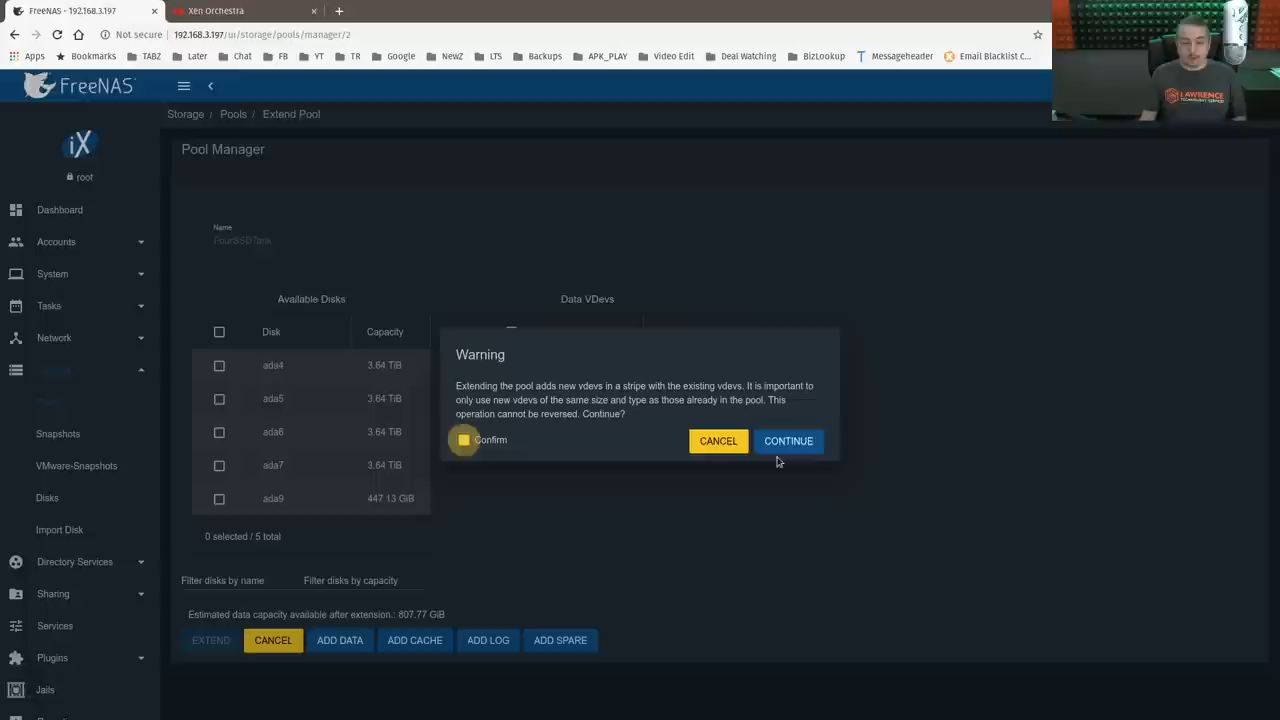 FreeNAS - 192.168.3.197
Xen Orchestra
Not secure
192.168.3.197/ui/storage/pools/manager/2
Apps
Bookmarks
TABZ
Later
Chat
FB
YT
TR
Google
NewZ
LTS
Backups
APK_PLAY
Video Edit
Deal Watching
BizLookup
Messageheader
Email Blacklist C...
FreeNAS
LAWRENCE
Storage / Pools / Extend Pool
iX
root
Pool Manager
Dashboard
Accounts
System
Tasks
Network
Snapshots
VMware-Snapshots
Disks
Import Disk
Directory Services
Sharing
Services
Plugins
Jails
Name
FourSSDTank
Available Disks
Data VDevs
Disk Capacity
ada4 3.64 TiB
ada5 3.64 TiB
ada6 3.64 TiB
ada7 3.64 TiB
ada9 447.13 GiB
0 selected / 5 total
Filter disks by name
Filter disks by capacity
Estimated data capacity available after extension.: 807.77 GiB
EXTEND
CANCEL
ADD DATA
ADD CACHE
ADD LOG
ADD SPARE
Warning
Extending the pool adds new vdevs in a stripe with the existing vdevs. It is important to
only use new vdevs of the same size and type as those already in the pool. This
operation cannot be reversed. Continue?
Confirm
CANCEL
CONTINUE